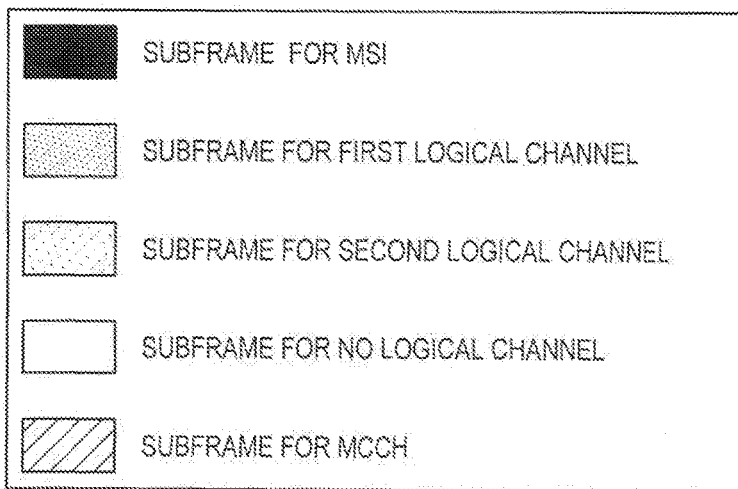 SUBFRAME FOR MSI
SUBFRAME FOR FIRST LOGICAL CHANNEL
SUBFRAME FOR SECOND LOGICAL CHANNEL
SUBFRAME FOR NO LOGICAL CHANNEL
SUBFRAME FOR MCCH